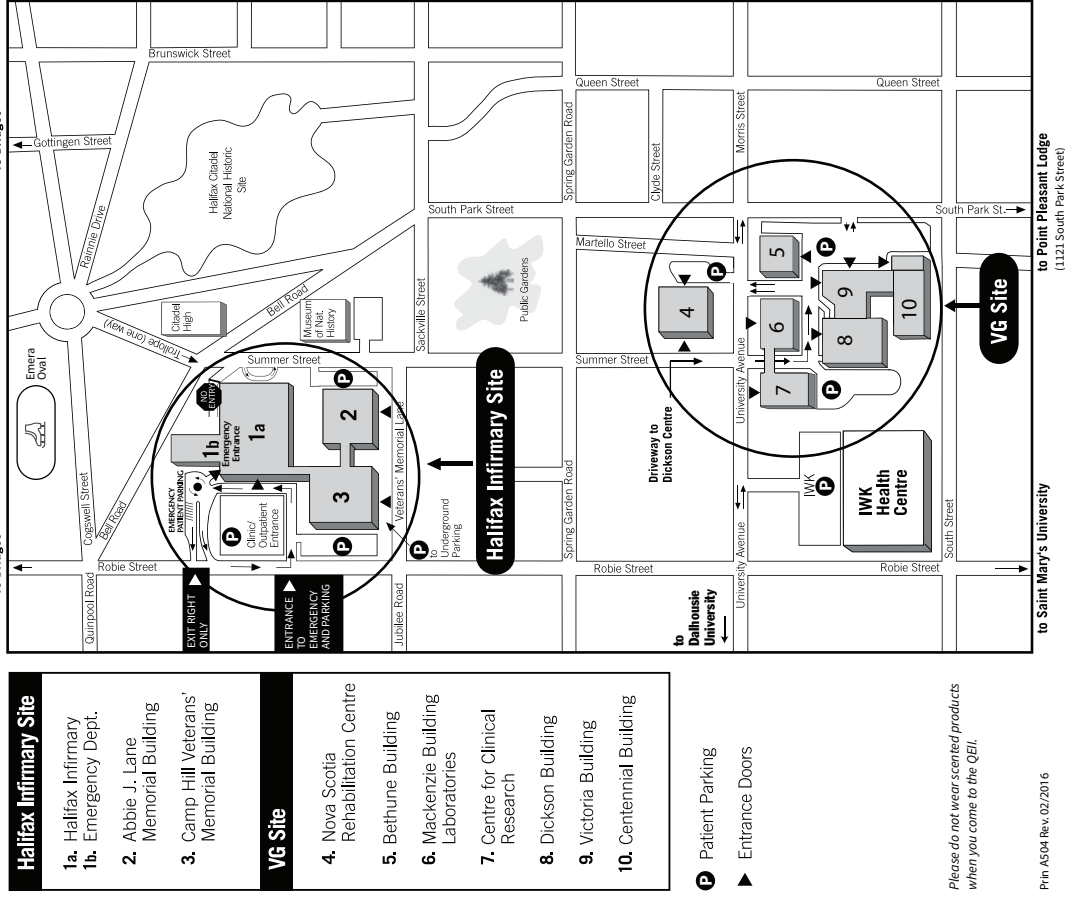 Halifax Infirmary Site
1a. Halifax Infirmary
1b. Emergency Dept.
2. Abbie J. Lane
Memorial Building
3. Camp Hill Veterans'
Memorial Building
VG Site
4. Nova Scotia
Rehabilitation Centre
5. Bethune Building
6. Mackenzie Building
Laboratories
7. Centre for Clinical
Research
8. Dickson Building
9. Victoria Building
10. Centennial Building
P Patient Parking
Entrance Doors
Please do not wear scented products
when you come to the QEII.
Prin A504 Rev. 02/2016
Quinpool Road
Cogswell Street
Robie Street
Bell Road
Emera
Oval
Gottingen Street
Rainnie Drive
Brunswick Street
Trollope (one way)
Citadel
High
Halifax Citadel
National Historic
Site
Bell Road
Museum
of Nat.
History
Summer Street
NO
ENTRY
EMERGENCY
PATIENT PARKING
1b
Emergency
Entrance
1a
2
3
P
P
P
P
Clinic/
Outpatient
Entrance
EXIT RIGHT
ONLY
ENTRANCE
TO
EMERGENCY
AND PARKING
Jubilee Road
Veterans' Memorial Lane
Sackville Street
to
Underground
Parking
Halifax Infirmary Site
South Park Street
Public Gardens
Spring Garden Road
Spring Garden Road
Queen Street
Queen Street
Clyde Street
Morris Street
Martello Street
Summer Street
Robie Street
Driveway to
Dickson Centre
University Avenue
University Avenue
to
Dalhousie
University
4
5
6
7
8
9
10
P
P
P
IWK
P
IWK
Health
Centre
South Street
Robie Street
South Park St.
VG Site
to Saint Mary's University
to Point Pleasant Lodge
(1121 South Park Street)